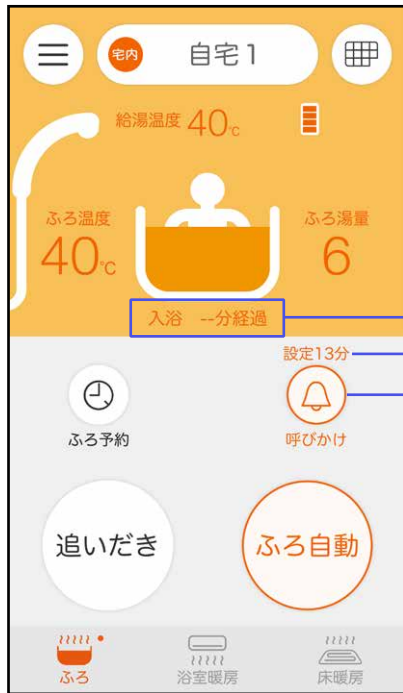 宅内 自宅1
給湯温度 40℃
ふろ温度 ふろ湯量
40℃ 6
入浴 --分経過
設定13分
ふろ予約 呼びかけ
追いだき ふろ自動
ふろ 浴室暖房 床暖房